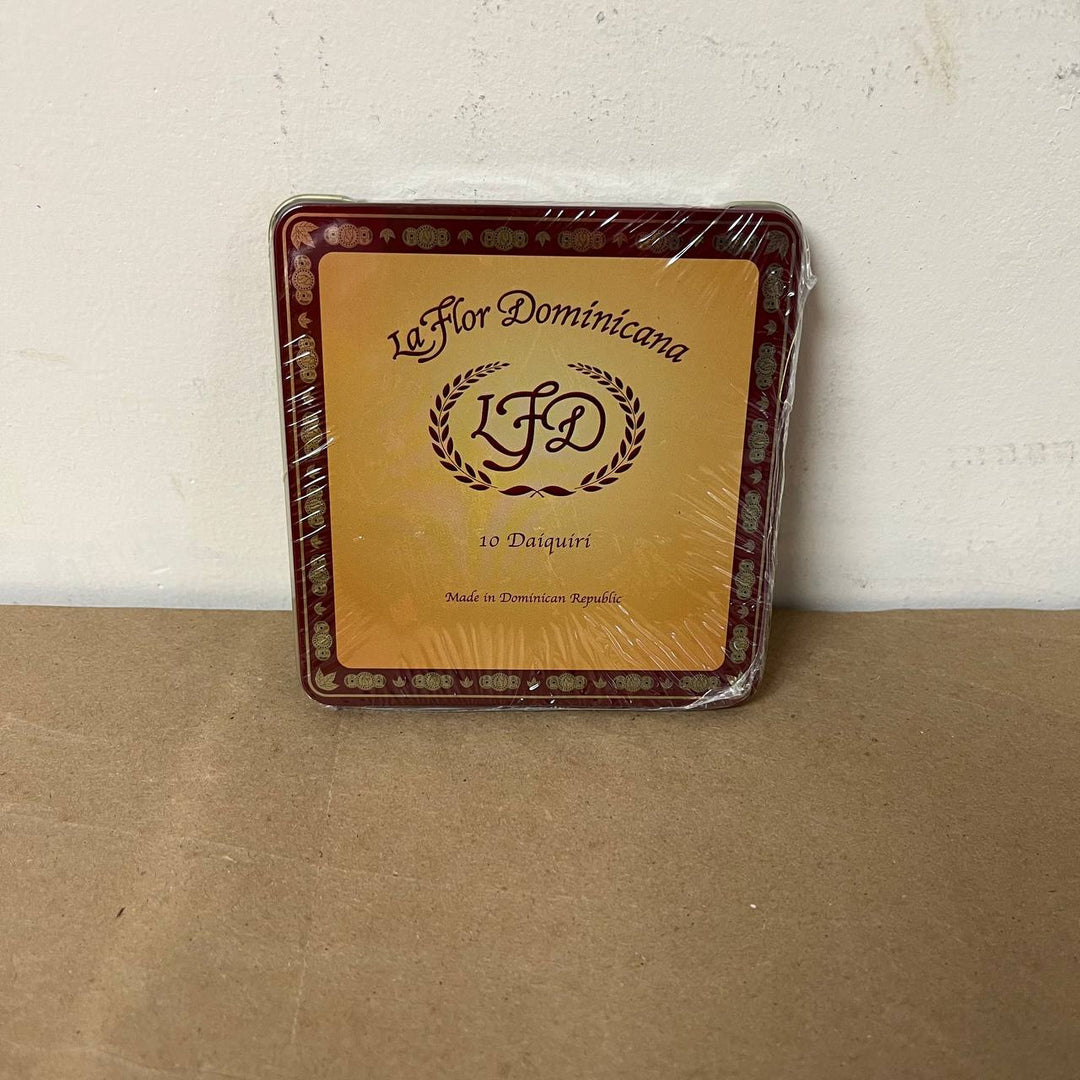 La Flor Dominicana
LFD
10 Daiquiri
Made in Dominican Republic